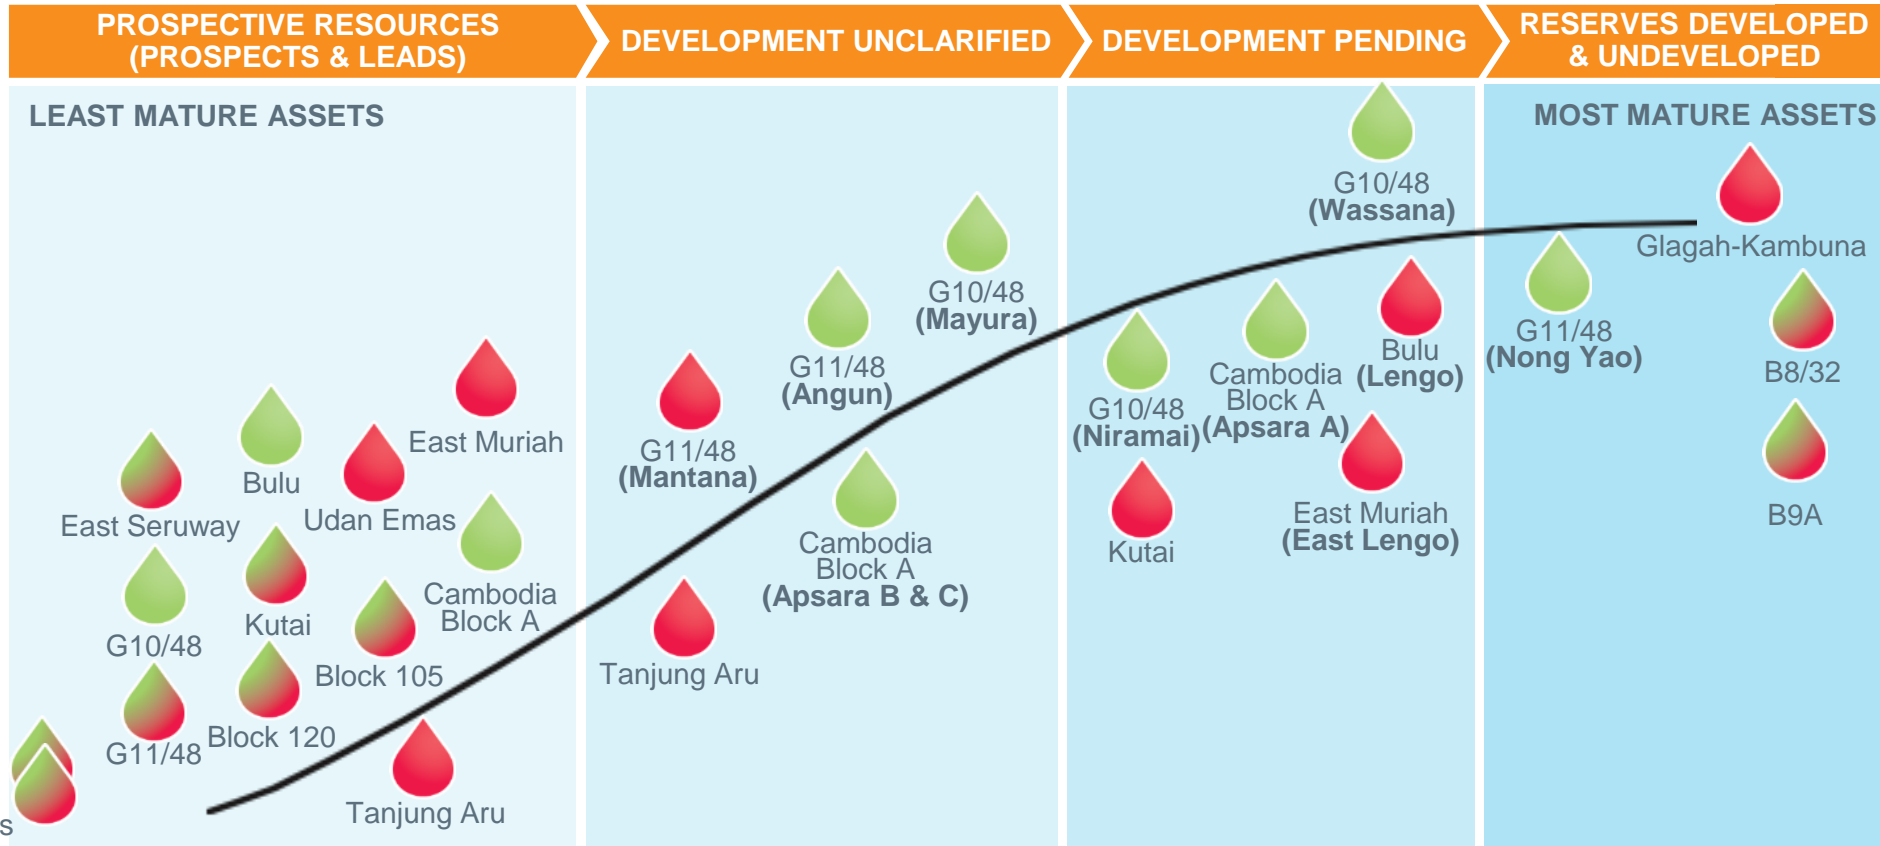 PROSPECTIVE RESOURCES
(PROSPECTS & LEADS)
DEVELOPMENT UNCLARIFIED
DEVELOPMENT PENDING
RESERVES DEVELOPED
& UNDEVELOPED
LEAST MATURE ASSETS
MOST MATURE ASSETS
East Muriah
Bulu
Udan Emas
East Seruway
Cambodia
Block A
Kutai
G10/48
Block 105
Block 120
G11/48
Tanjung Aru
s
G10/48
(Mayura)
G11/48
(Angun)
G11/48
(Mantana)
Cambodia
Block A
(Apsara B & C)
Tanjung Aru
G10/48
(Wassana)
Bulu
(Lengo)
Cambodia
Block A
(Apsara A)
G10/48
(Niramai)
East Muriah
(East Lengo)
Kutai
Glagah-Kambuna
G11/48
(Nong Yao)
B8/32
B9A